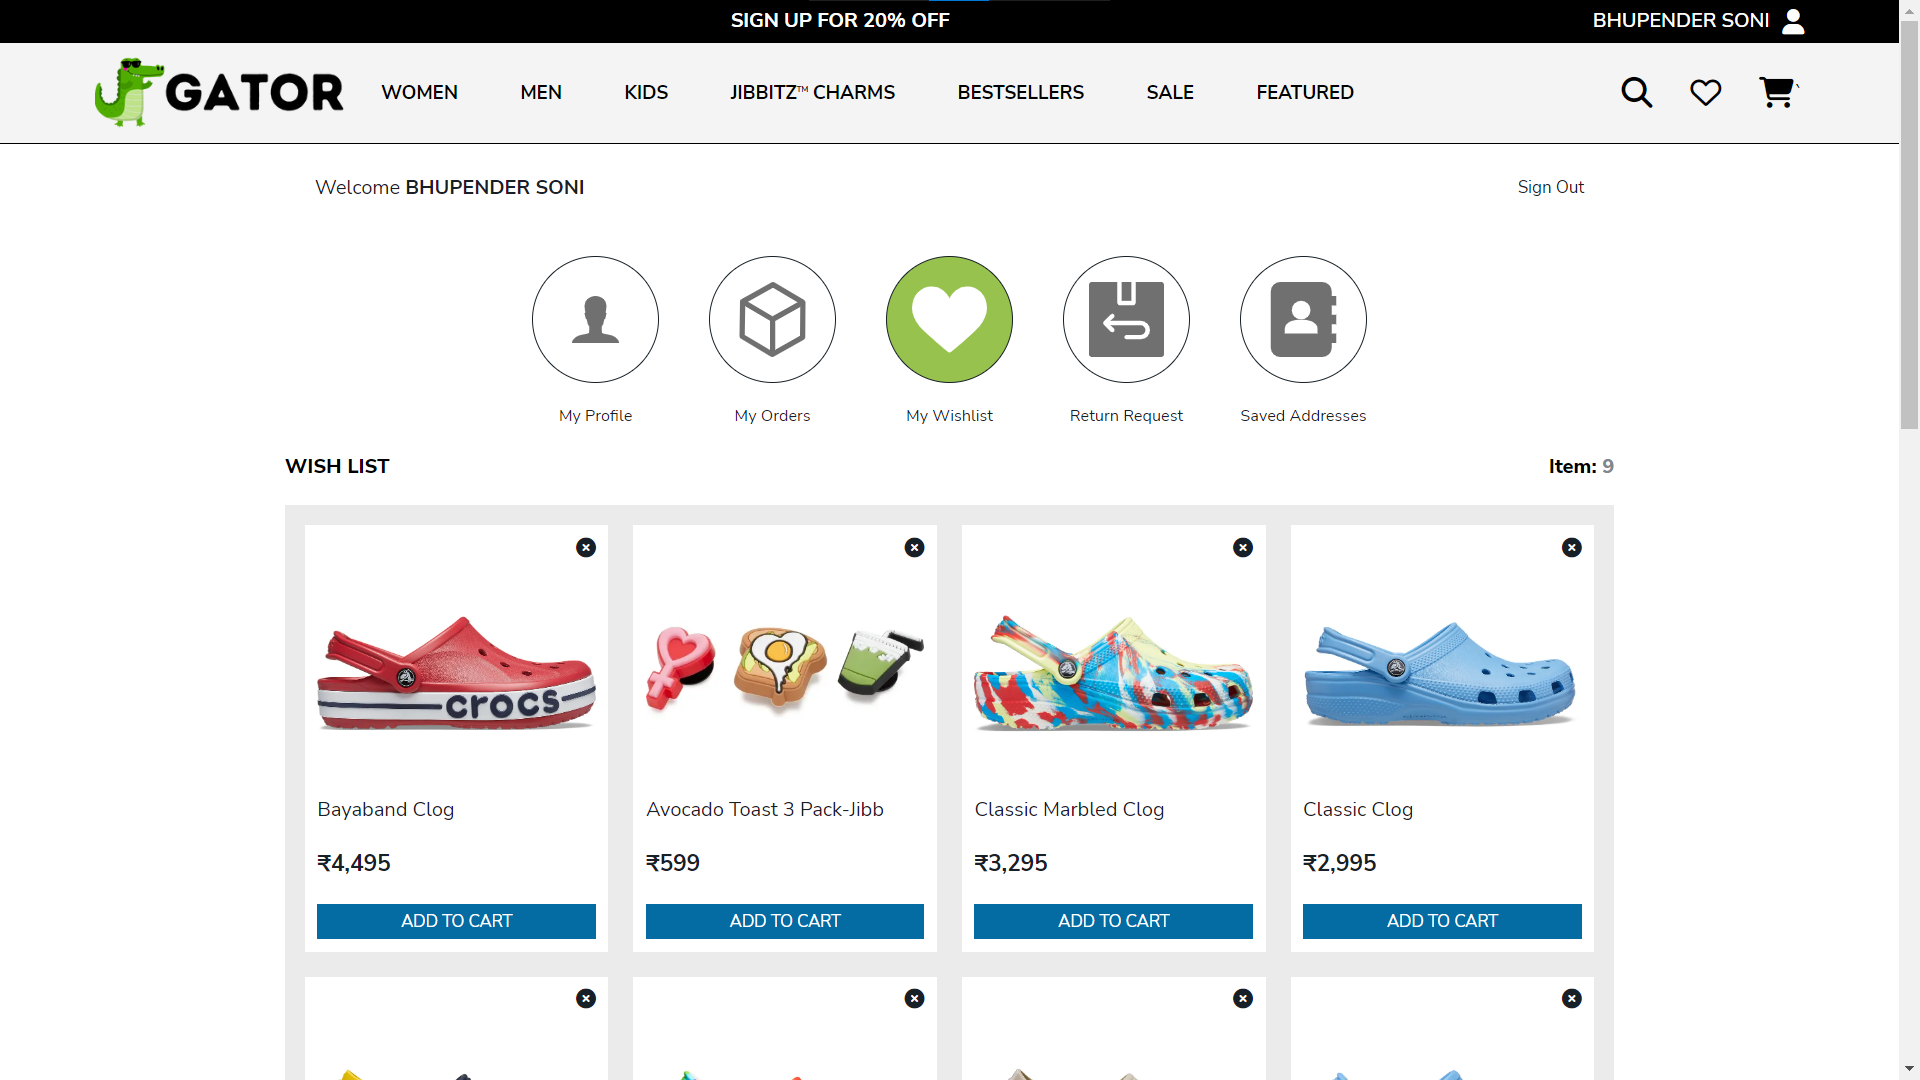 SIGN UP FOR 20% OFF
BHUPENDER SONI
GATOR
WOMEN
MEN
KIDS
JIBBITZ™ CHARMS
BESTSELLERS
SALE
FEATURED
`
Welcome BHUPENDER SONI
Sign Out
My Profile
My Orders
My Wishlist
Return Request
Saved Addresses
WISH LIST
Item: 9
crocs
Bayaband Clog
Avocado Toast 3 Pack-Jibb
Classic Marbled Clog
Classic Clog
₹4,495
₹599
₹3,295
₹2,995
ADD TO CART
ADD TO CART
ADD TO CART
ADD TO CART